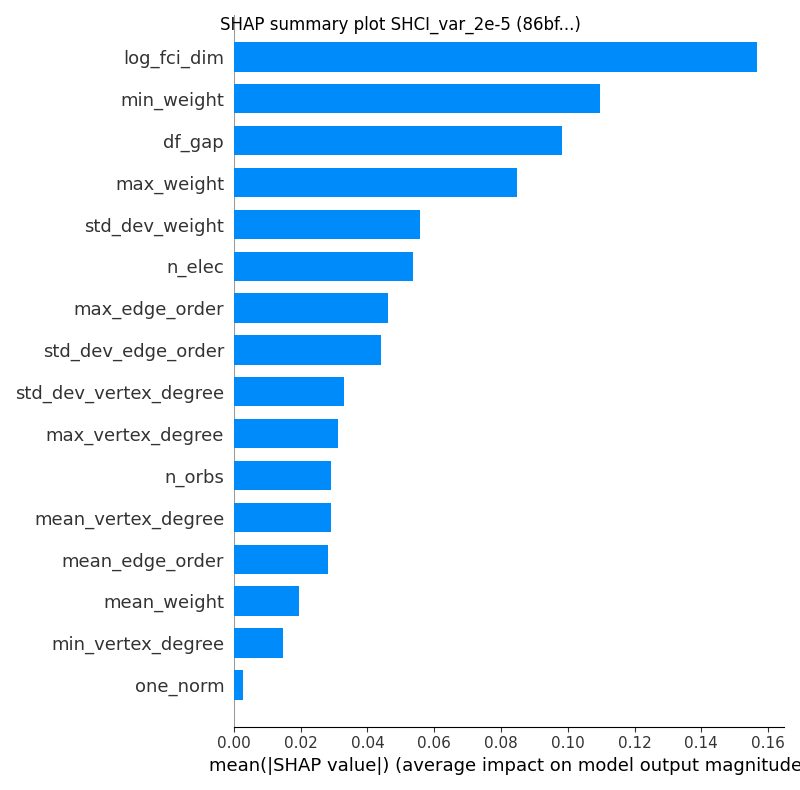 SHAP summary plot SHCI_var_2e-5 (86bf...)
log_fci_dim
min_weight
df_gap
max_weight
std_dev_weight
n_elec
max_edge_order
std_dev_edge_order
std_dev_vertex_degree
max_vertex_degree
n_orbs
mean_vertex_degree
mean_edge_order
mean_weight
min_vertex_degree
one_norm
0.00 0.02 0.04 0.06 0.08 0.10 0.12 0.14 0.16
mean(|SHAP value|) (average impact on model output magnitude